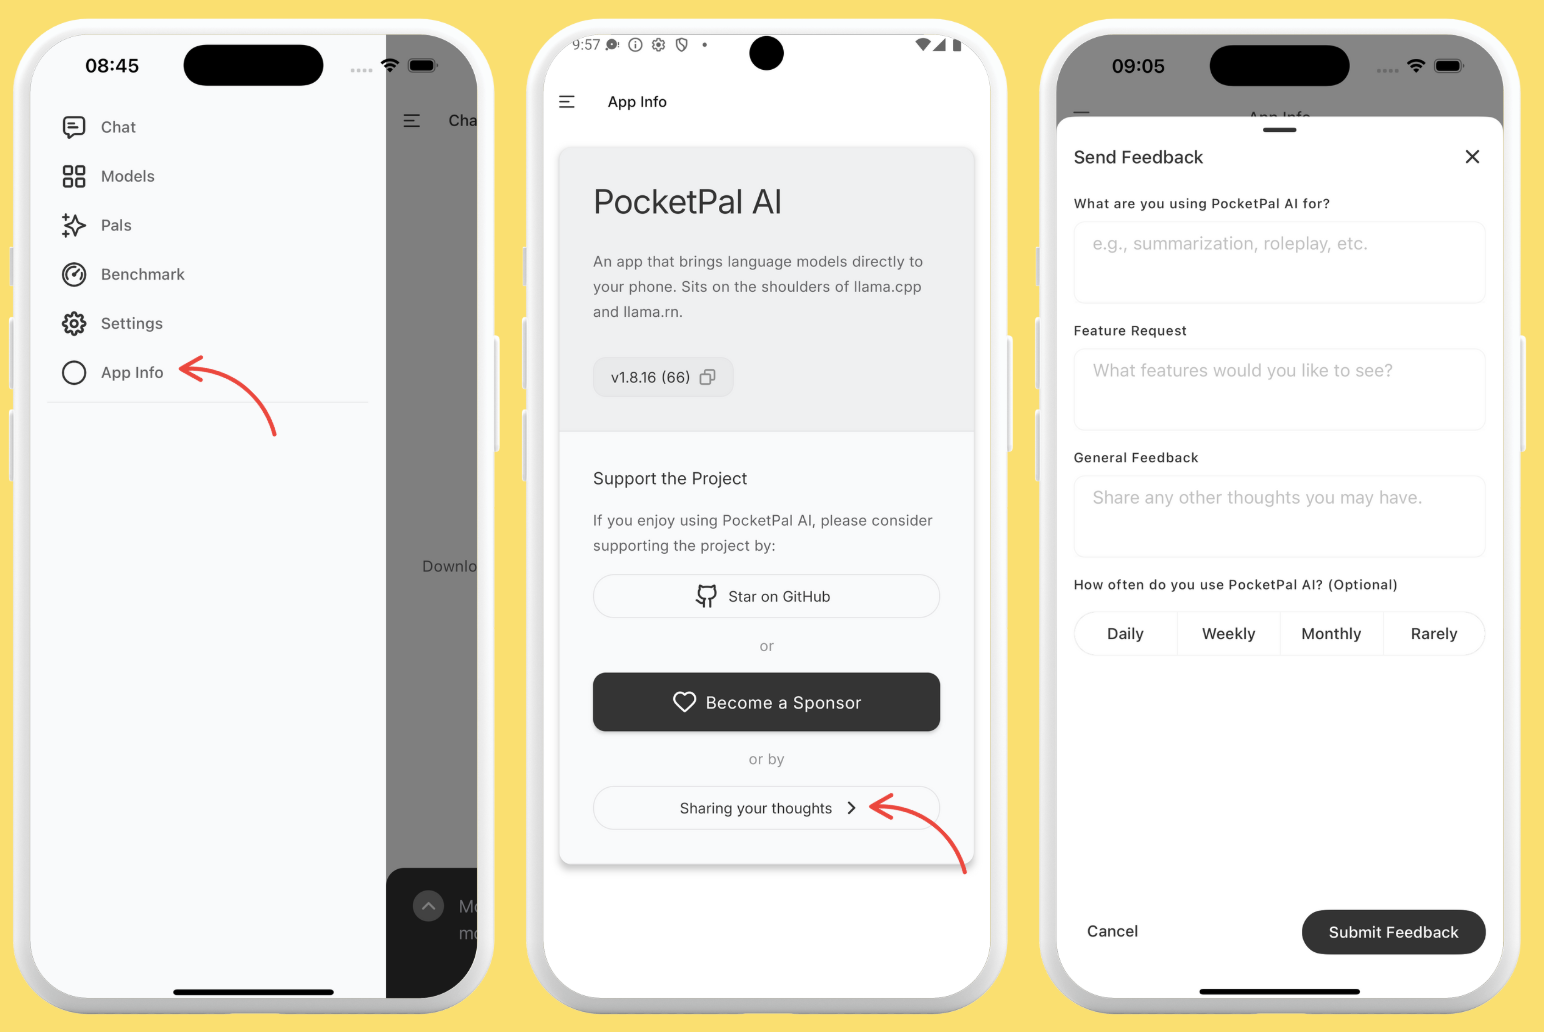 08:45
Chat
Models
Pals
Benchmark
Settings
App Info
Cha
Downlo
Mo
mo
9:57
App Info
PocketPal AI
An app that brings language models directly to
your phone. Sits on the shoulders of llama.cpp
and llama.rn.
v1.8.16 (66)
Support the Project
If you enjoy using PocketPal AI, please consider
supporting the project by:
Star on GitHub
or
Become a Sponsor
or by
Sharing your thoughts
09:05
App Info
Send Feedback
What are you using PocketPal AI for?
e.g., summarization, roleplay, etc.
Feature Request
What features would you like to see?
General Feedback
Share any other thoughts you may have.
How often do you use PocketPal AI? (Optional)
Daily Weekly Monthly Rarely
Cancel
Submit Feedback